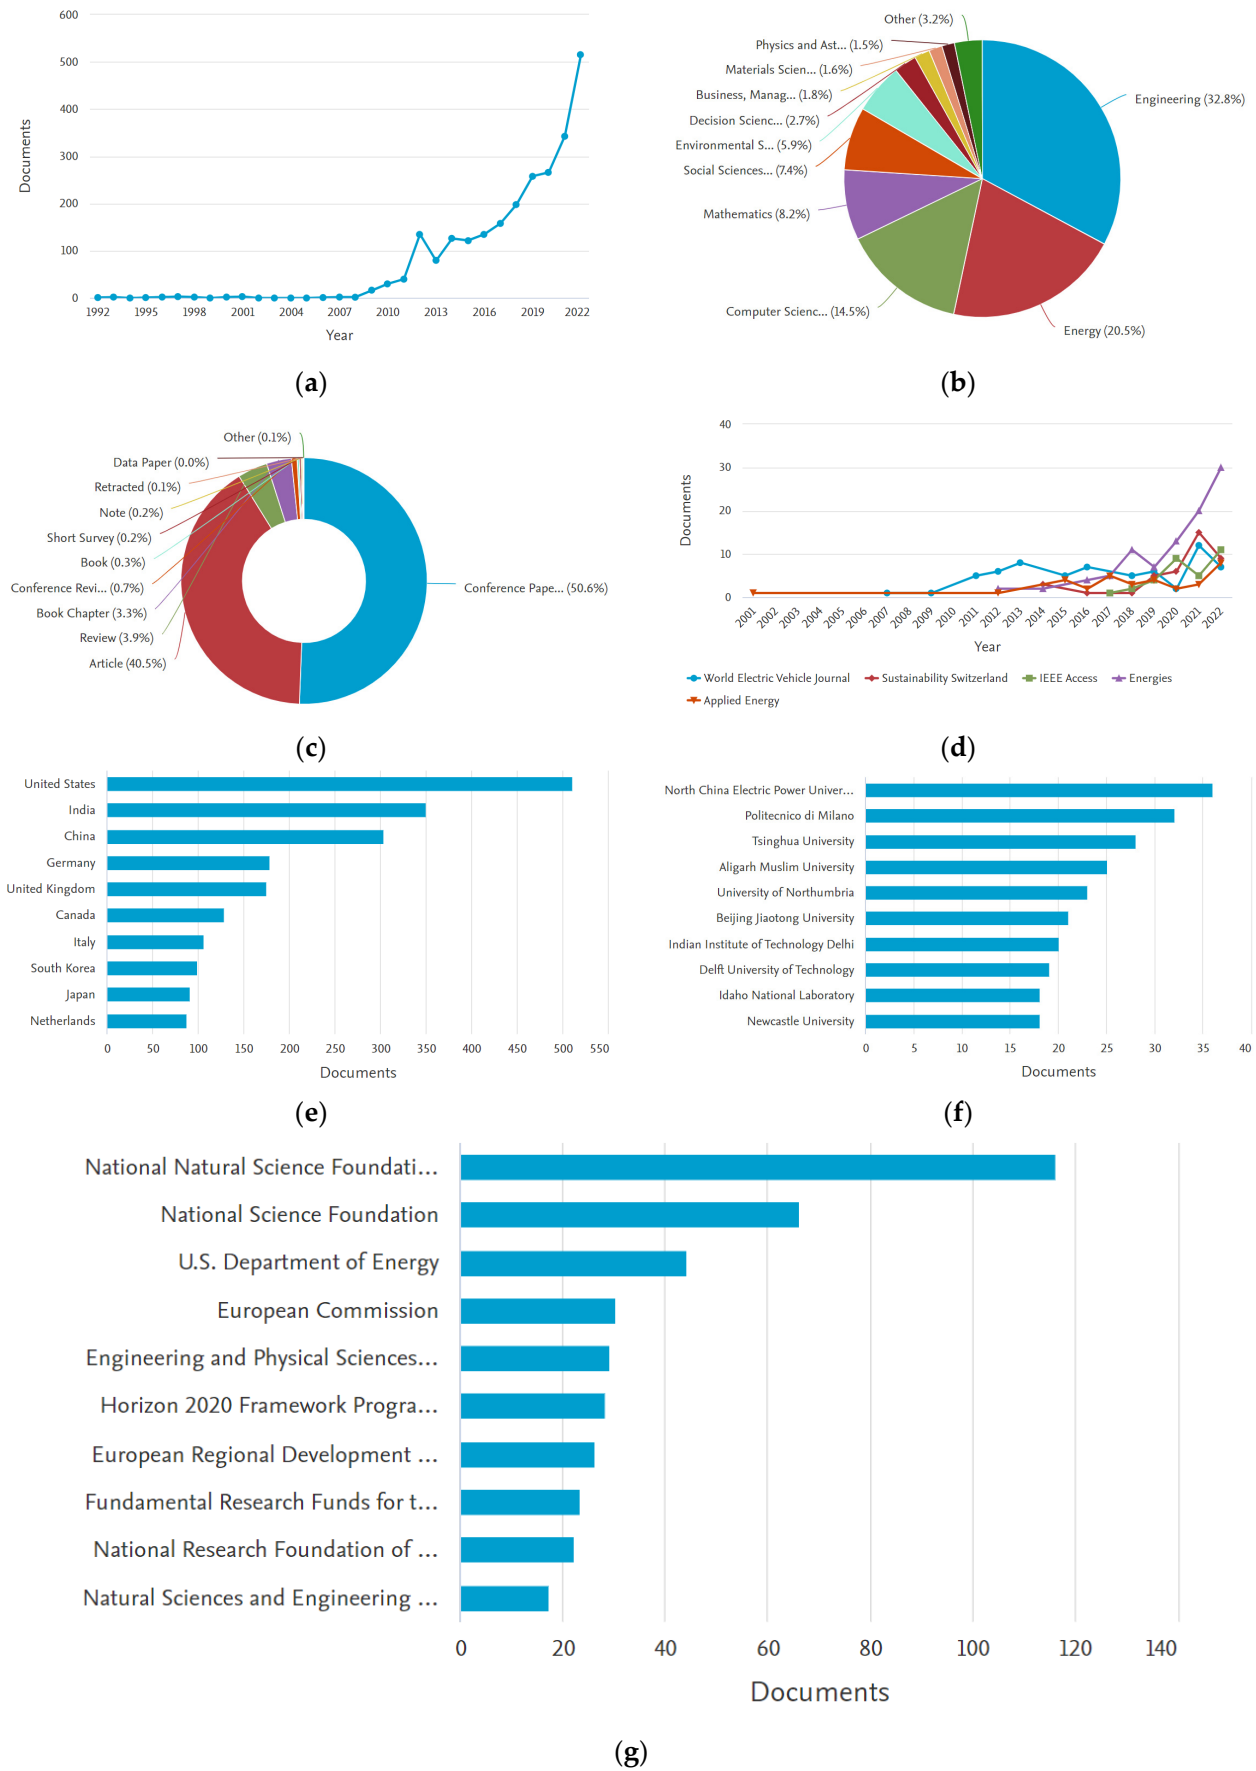 600
500
400
300
200
100
0
Documents
1992 1995 1998 2001 2004 2007 2010 2013 2016 2019 2022
Year
(a)
Other (3.2%)
Physics and Ast... (1.5%)
Materials Scien... (1.6%)
Business, Manag... (1.8%)
Decision Scienc... (2.7%)
Environmental S... (5.9%)
Social Sciences... (7.4%)
Mathematics (8.2%)
Computer Scienc... (14.5%)
Engineering (32.8%)
Energy (20.5%)
(b)
Other (0.1%)
Data Paper (0.0%)
Retracted (0.1%)
Note (0.2%)
Short Survey (0.2%)
Book (0.3%)
Conference Revi... (0.7%)
Book Chapter (3.3%)
Review (3.9%)
Article (40.5%)
Conference Pape... (50.6%)
(c)
40
30
20
10
0
Documents
2001 2002 2003 2004 2005 2006 2007 2008 2009 2010 2011 2012 2013 2014 2015 2016 2017 2018 2019 2020 2021 2022
Year
World Electric Vehicle Journal Sustainability Switzerland IEEE Access Energies
Applied Energy
(d)
United States
India
China
Germany
United Kingdom
Canada
Italy
South Korea
Japan
Netherlands
0 50 100 150 200 250 300 350 400 450 500 550
Documents
(e)
North China Electric Power Univer...
Politecnico di Milano
Tsinghua University
Aligarh Muslim University
University of Northumbria
Beijing Jiaotong University
Indian Institute of Technology Delhi
Delft University of Technology
Idaho National Laboratory
Newcastle University
0 5 10 15 20 25 30 35 40
Documents
(f)
National Natural Science Foundati...
National Science Foundation
U.S. Department of Energy
European Commission
Engineering and Physical Sciences...
Horizon 2020 Framework Progra...
European Regional Development ...
Fundamental Research Funds for t...
National Research Foundation of ...
Natural Sciences and Engineering ...
0 20 40 60 80 100 120 140
Documents
(g)